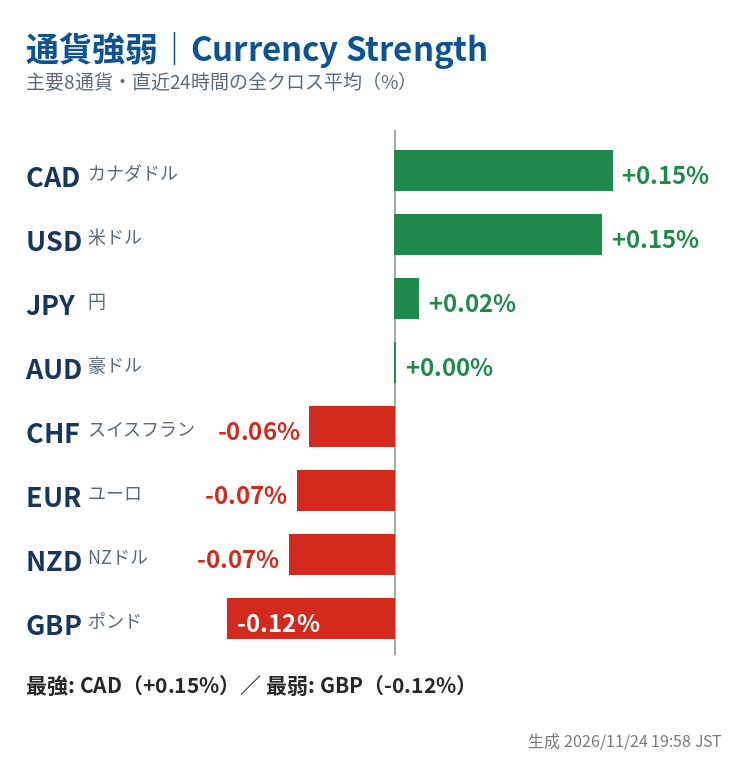 通貨強弱｜Currency Strength
主要8通貨・直近24時間の全クロス平均（%）
CAD カナダドル +0.15%
USD 米ドル +0.15%
JPY 円 +0.02%
AUD 豪ドル +0.00%
CHF スイスフラン -0.06%
EUR ユーロ -0.07%
NZD NZドル -0.07%
GBP ポンド -0.12%
最強: CAD（+0.15%）／ 最弱: GBP（-0.12%）
生成 2026/11/24 19:58 JST